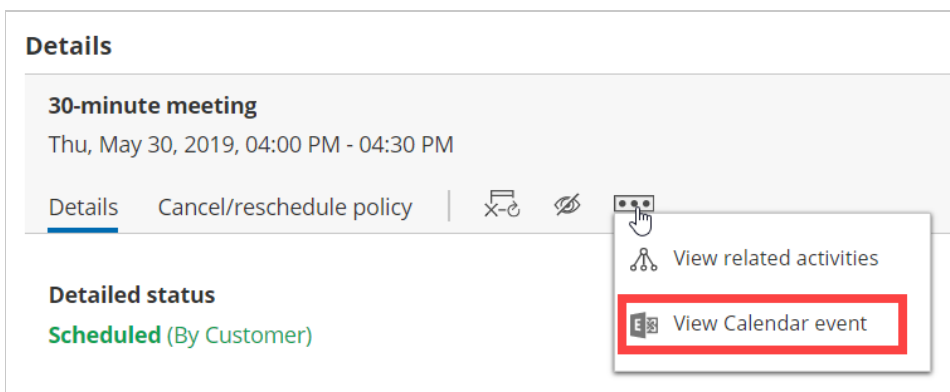 Details
30-minute meeting
Thu, May 30, 2019, 04:00 PM - 04:30 PM
Details Cancel/reschedule policy
View related activities
Detailed status
View Calendar event
Scheduled (By Customer)